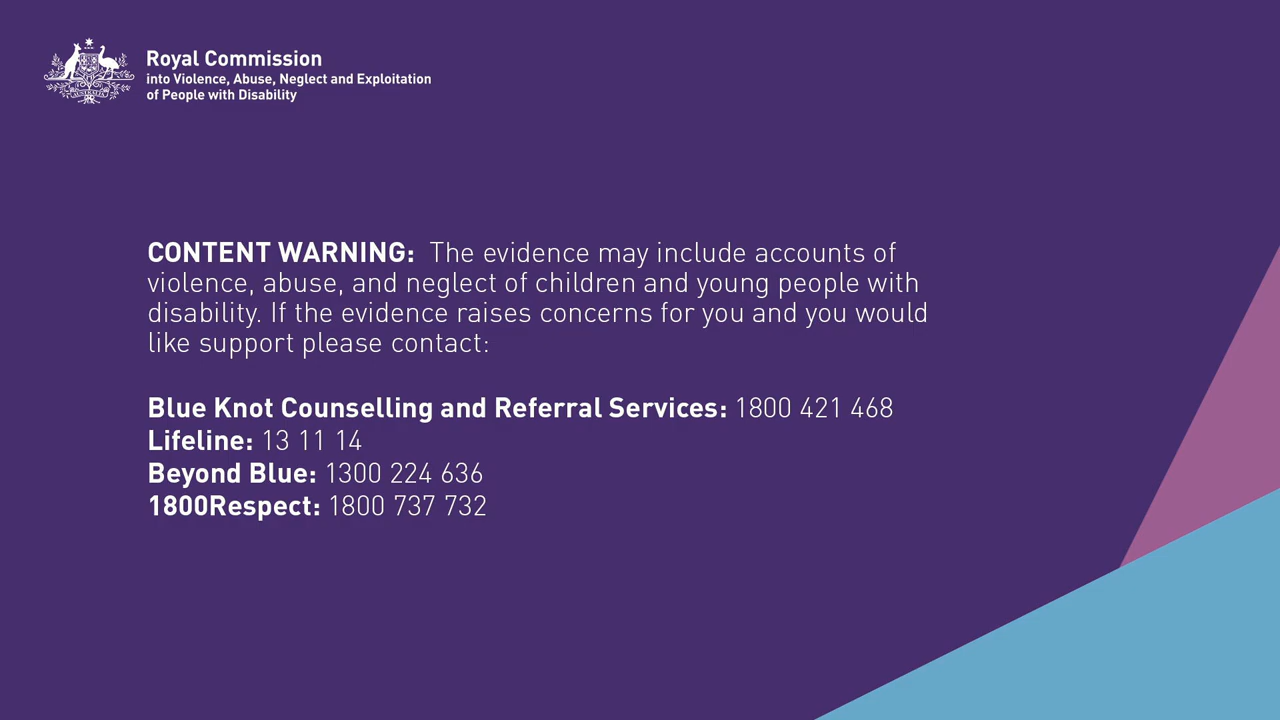 Royal Commission
into Violence, Abuse, Neglect and Exploitation
of People with Disability
AUSTRALIA
CONTENT WARNING: The evidence may include accounts of
violence, abuse, and neglect of children and young people with
disability. If the evidence raises concerns for you and you would
like support please contact:
Blue Knot Counselling and Referral Services: 1800 421 468
Lifeline: 13 11 14
Beyond Blue: 1300 224 636
1800Respect: 1800 737 732